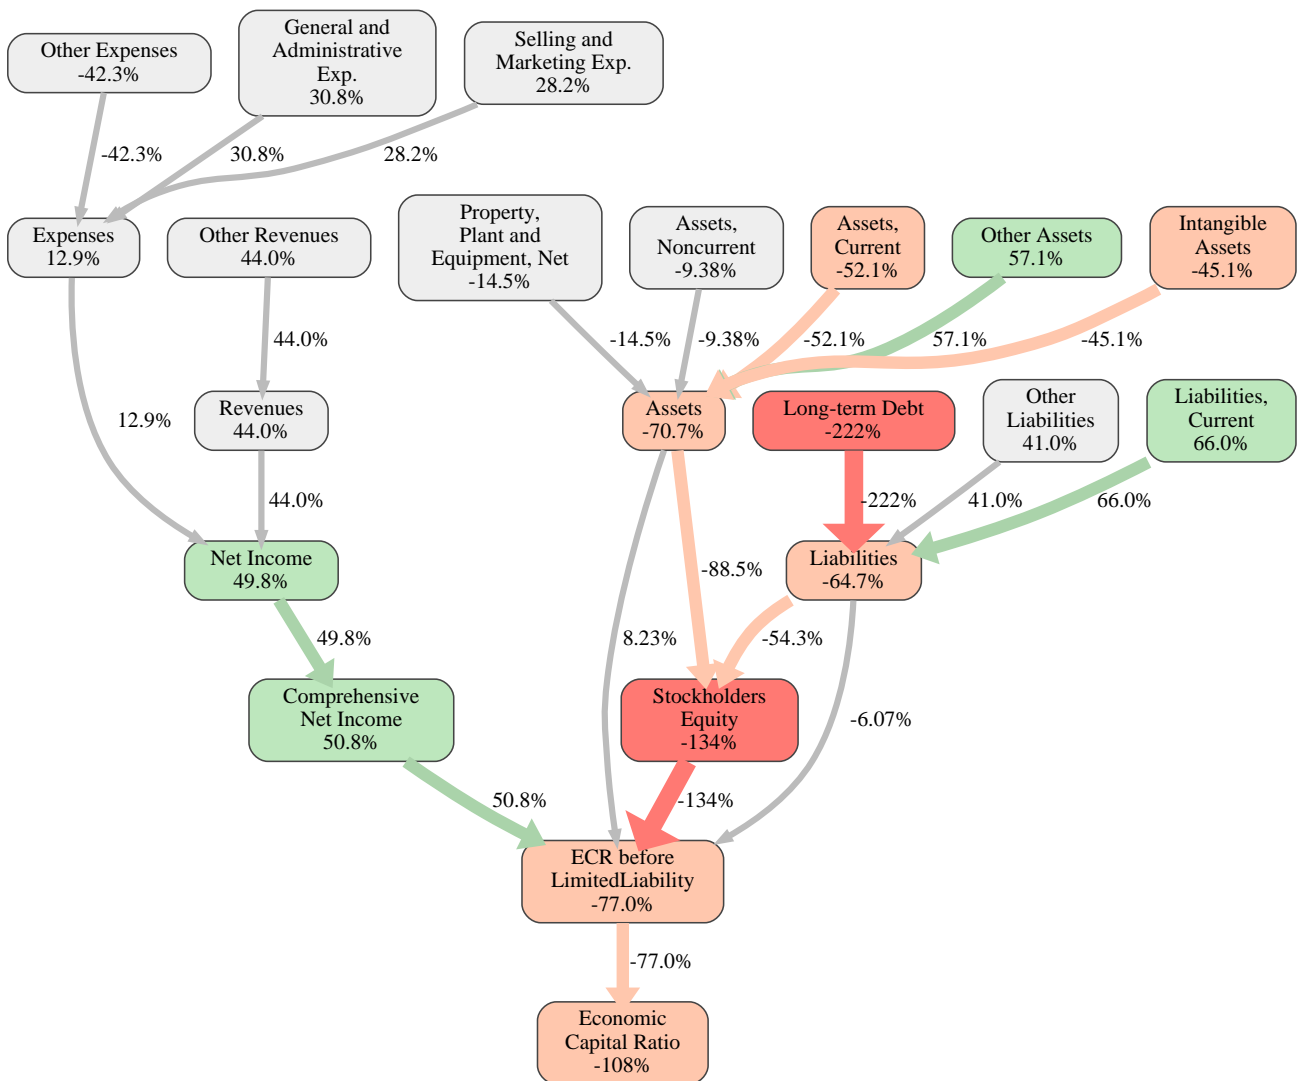 Other Expenses
-42.3%
General and
Administrative
Exp.
30.8%
Selling and
Marketing Exp.
28.2%
-42.3%
30.8%
28.2%
Expenses
12.9%
Other Revenues
44.0%
Property,
Plant and
Equipment, Net
-14.5%
Assets,
Noncurrent
-9.38%
Assets,
Current
-52.1%
Other Assets
57.1%
Intangible
Assets
-45.1%
44.0%
-14.5%
-9.38%
-52.1%
57.1%
-45.1%
12.9%
Revenues
44.0%
Assets
-70.7%
Long-term Debt
-222%
Other
Liabilities
41.0%
Liabilities,
Current
66.0%
44.0%
-222%
41.0%
66.0%
Net Income
49.8%
-88.5%
Liabilities
-64.7%
49.8%
8.23%
-54.3%
Comprehensive
Net Income
50.8%
Stockholders
Equity
-134%
-6.07%
50.8%
-134%
ECR before
LimitedLiability
-77.0%
-77.0%
Economic
Capital Ratio
-108%